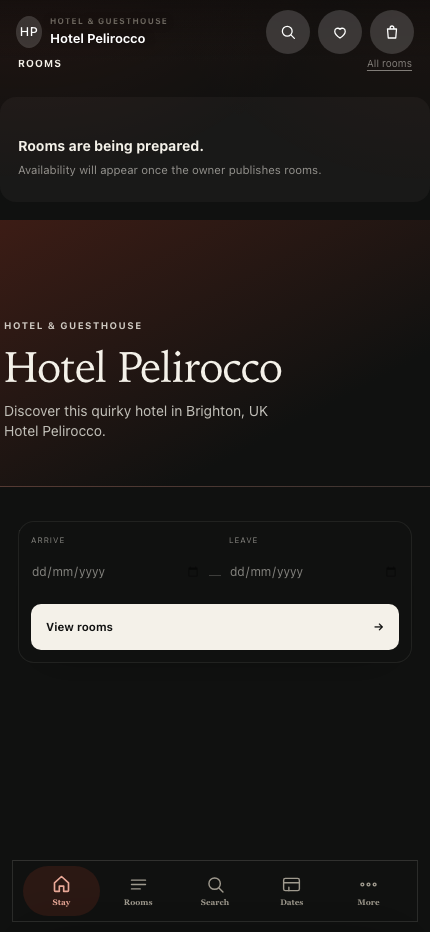 HP
HOTEL & GUESTHOUSE
Hotel Pelirocco
ROOMS
All rooms
Rooms are being prepared.
Availability will appear once the owner publishes rooms.
HOTEL & GUESTHOUSE
Hotel Pelirocco
Discover this quirky hotel in Brighton, UK
Hotel Pelirocco.
ARRIVE
LEAVE
dd/mm/yyyy — dd/mm/yyyy
View rooms →
Stay
Rooms
Search
Dates
More